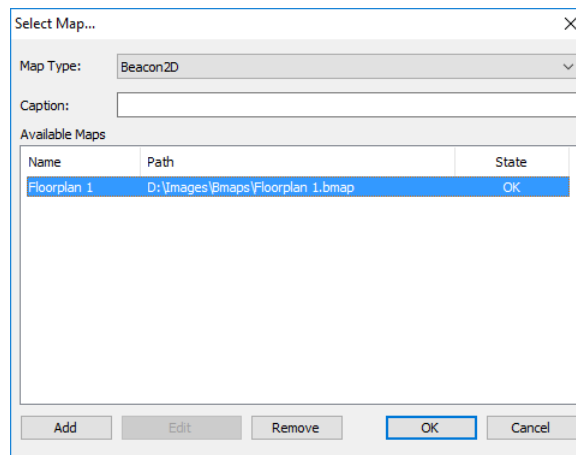 Select Map...
Map Type: Beacon2D
Caption:
Available Maps
Name Path State
Floorplan 1 D:\Images\Bmaps\Floorplan 1.bmap OK
Add Edit Remove OK Cancel